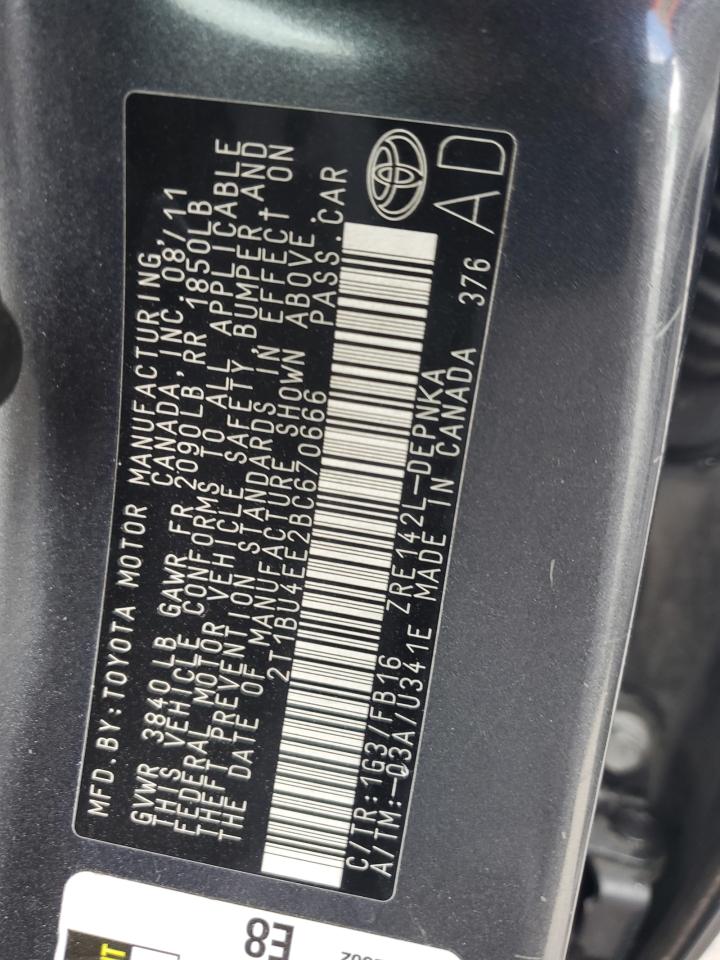 MFD.BY:TOYOTA MOTOR MANUFACTURING,
CANADA,INC. 08/11
GVWR 3840 LB GAWR FR 2090LB,RR 1850LB
THIS VEHICLE CONFORMS TO ALL APPLICABLE
FEDERAL MOTOR VEHICLE SAFETY,BUMPER AND
THEFT PREVENTION STANDARDS IN EFFECT ON
THE DATE OF MANUFACTURE SHOWN ABOVE.
2T1BU4EE2BC670666 PASS.CAR
C/TR:1G3/FB16 ZRE142L-DEPNKA 376
A/TM:-03A/U341E MADE IN CANADA
AD
E8